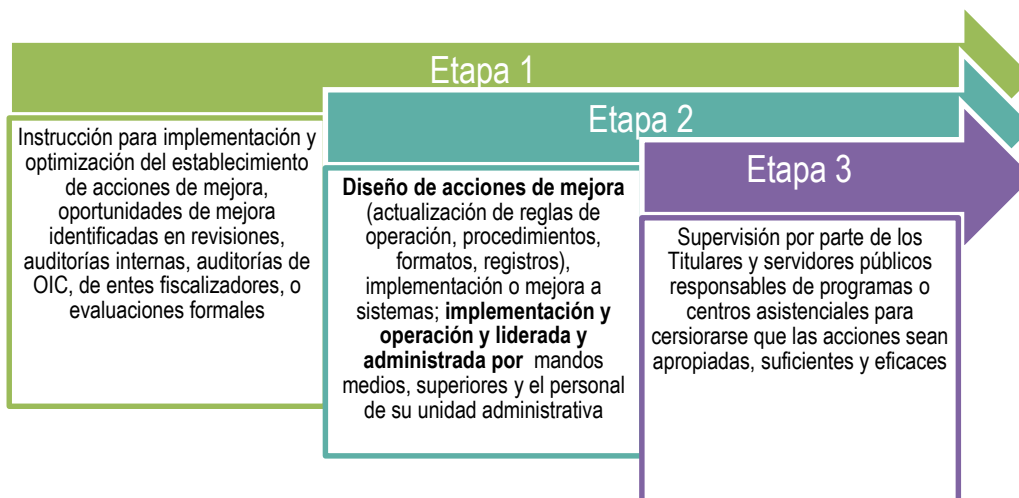 Etapa 1
Instrucción para implementación y
optimización del establecimiento
de acciones de mejora,
oportunidades de mejora
identificadas en revisiones,
auditorías internas, auditorías de
OIC, de entes fiscalizadores, o
evaluaciones formales
Etapa 2
Diseño de acciones de mejora
(actualización de reglas de
operación, procedimientos,
formatos, registros),
implementación o mejora a
sistemas; implementación y
operación y liderada y
administrada por mandos
medios, superiores y el personal
de su unidad administrativa
Etapa 3
Supervisión por parte de los
Titulares y servidores públicos
responsables de programas o
centros asistenciales para
cersiorarse que las acciones sean
apropiadas, suficientes y eficaces